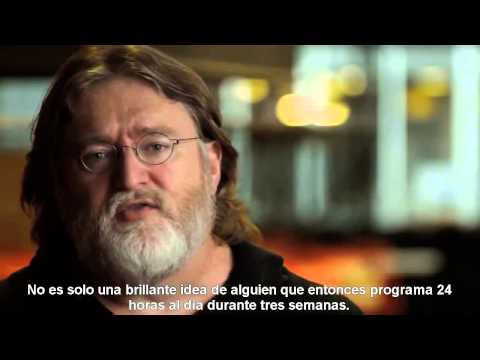 No es solo una brillante idea de alguien que entonces programa 24
horas al día durante tres semanas.